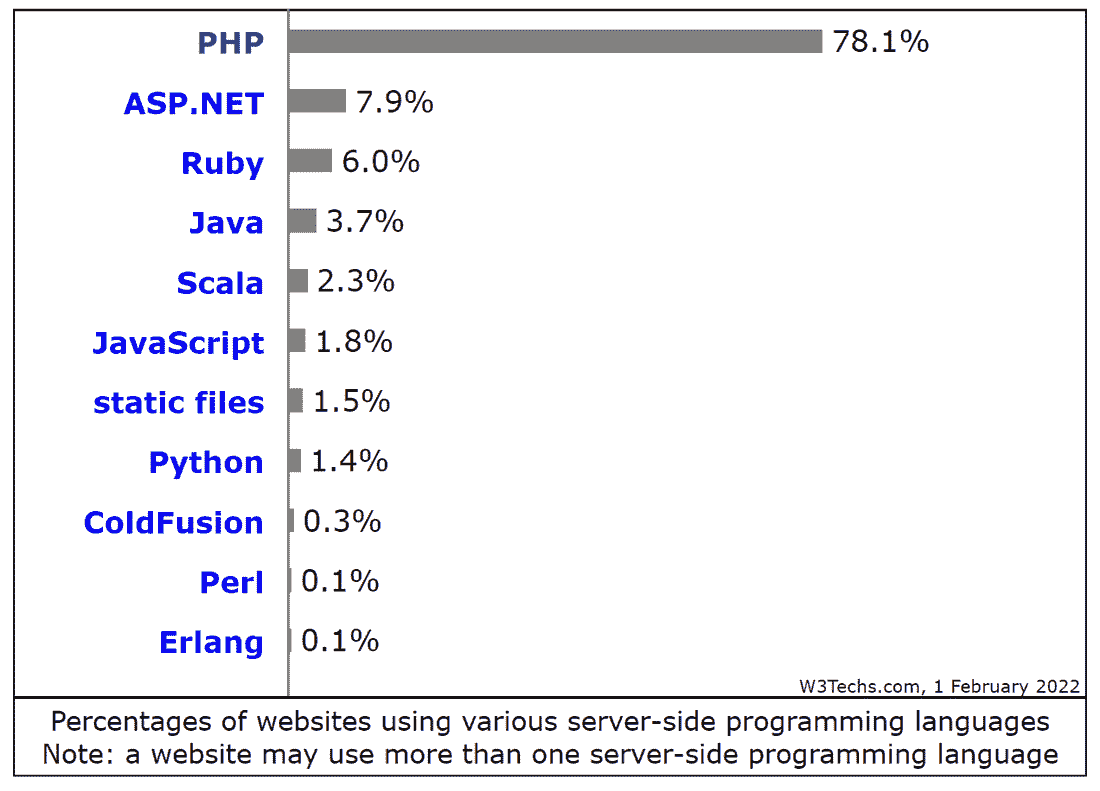 PHP 78.1%
ASP.NET 7.9%
Ruby 6.0%
Java 3.7%
Scala 2.3%
JavaScript 1.8%
static files 1.5%
Python 1.4%
ColdFusion 0.3%
Perl 0.1%
Erlang 0.1%
W3Techs.com, 1 February 2022
Percentages of websites using various server-side programming languages
Note: a website may use more than one server-side programming language